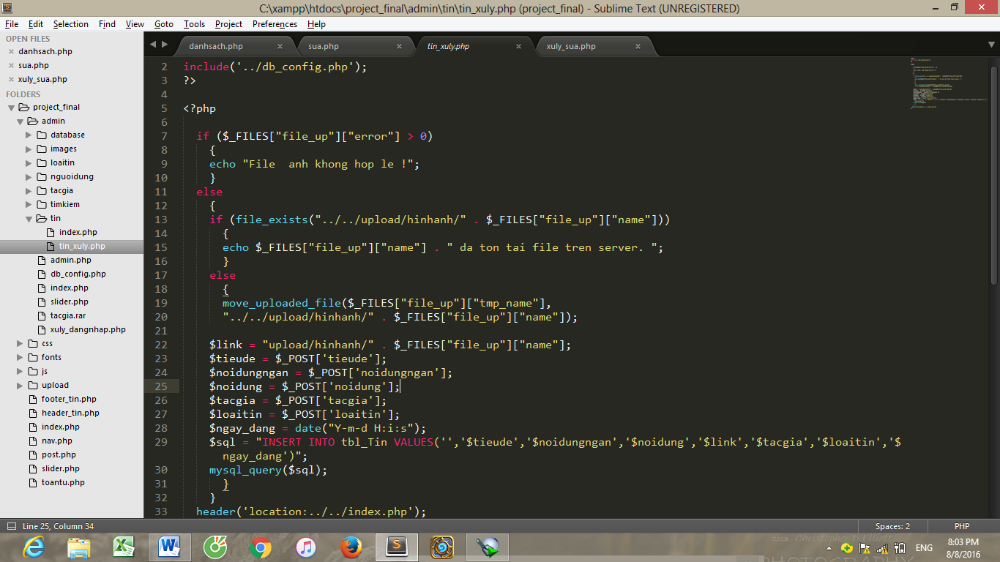 C:\xampp\htdocs\project_final\admin\tin\tin_xuly.php (project_final) - Sublime Text (UNREGISTERED)
File Edit Selection Find View Goto Tools Project Preferences Help
OPEN FILES
danhsach.php
sua.php
xuly_sua.php
FOLDERS
project_final
admin
database
images
loaitin
nguoidung
tacgia
timkiem
tin
index.php
tin_xuly.php
admin.php
db_config.php
index.php
slider.php
tacgia.rar
xuly_dangnhap.php
css
fonts
js
upload
footer_tin.php
header_tin.php
index.php
nav.php
post.php
slider.php
toantu.php
danhsach.php sua.php tin_xuly.php xuly_sua.php
2 include('../db_config.php');
3 ?>
4
5 <?php
6
7 if ($_FILES["file_up"]["error"] > 0)
8 {
9 echo "File  anh khong hop le !";
10 }
11 else
12 {
13 if (file_exists("../../upload/hinhanh/" . $_FILES["file_up"]["name"]))
14 {
15 echo $_FILES["file_up"]["name"] . " da ton tai file tren server. ";
16 }
17 else
18 {
19 move_uploaded_file($_FILES["file_up"]["tmp_name"],
20 "../../upload/hinhanh/" . $_FILES["file_up"]["name"]);
21
22 $link = "upload/hinhanh/" . $_FILES["file_up"]["name"];
23 $tieude = $_POST['tieude'];
24 $noidungngan = $_POST['noidungngan'];
25 $noidung = $_POST['noidung'];
26 $tacgia = $_POST['tacgia'];
27 $loaitin = $_POST['loaitin'];
28 $ngay_dang = date("Y-m-d H:i:s");
29 $sql = "INSERT INTO tbl_Tin VALUES('','$tieude','$noidungngan','$noidung','$link','$tacgia','$loaitin','$
ngay_dang')";
30 mysql_query($sql);
31 }
32 }
33 header('location:../../index.php');
Line 25, Column 34 Spaces: 2 PHP
ENG
8:03 PM
8/8/2016